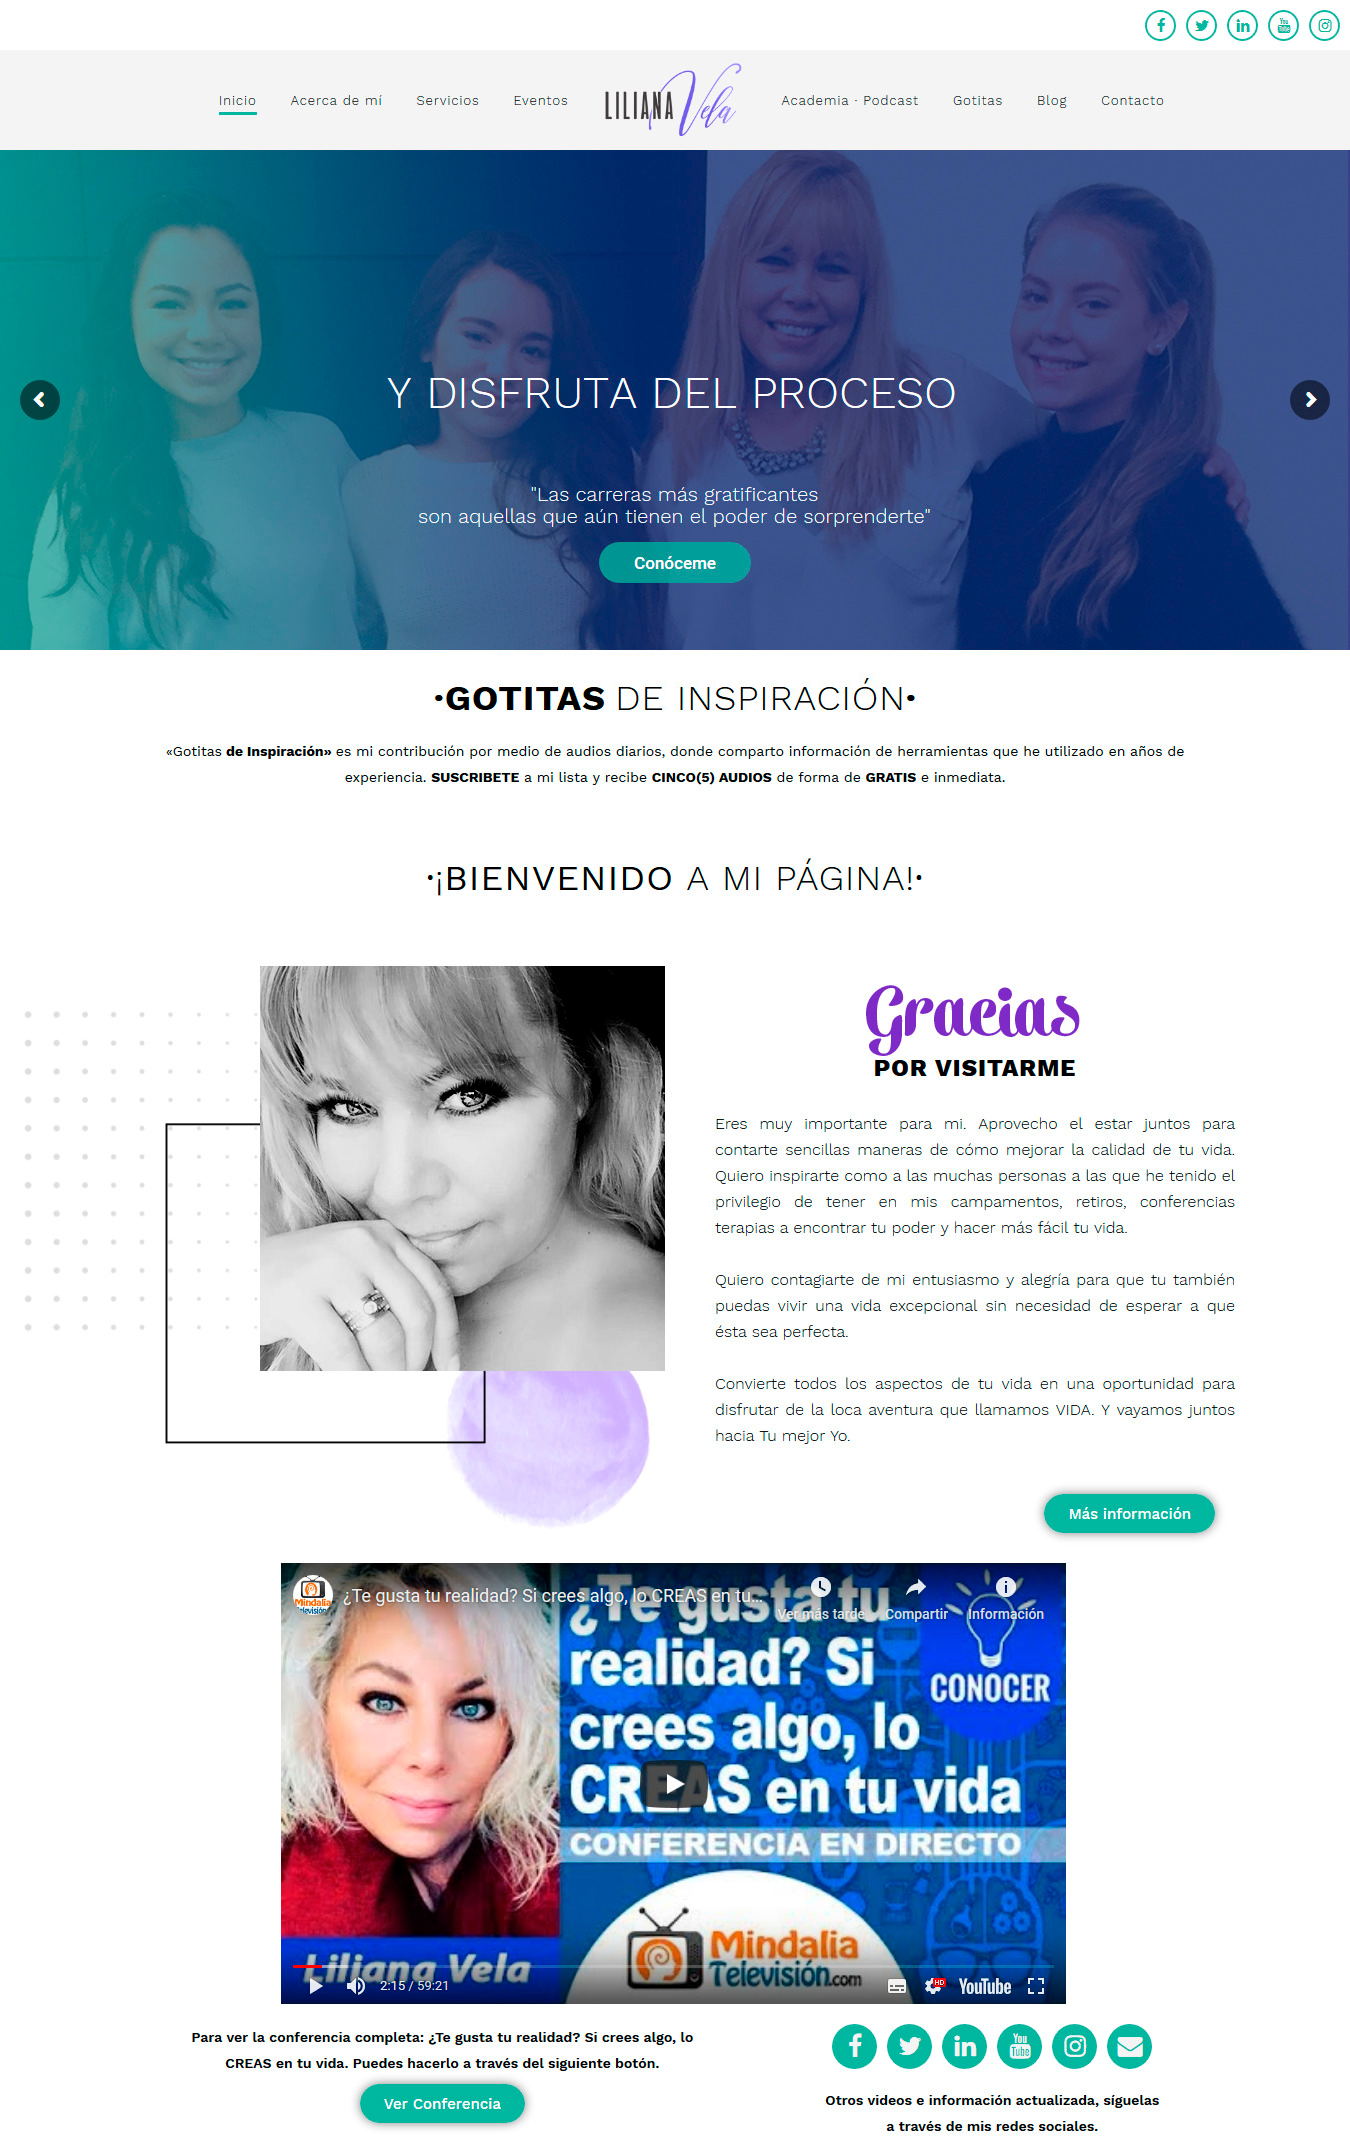 Inicio
Acerca de mí
Servicios
Eventos
LILIANA Vela
Academia · Podcast
Gotitas
Blog
Contacto
Y DISFRUTA DEL PROCESO
"Las carreras más gratificantes
son aquellas que aún tienen el poder de sorprenderte"
Conóceme
·GOTITAS DE INSPIRACIÓN·
«Gotitas de Inspiración» es mi contribución por medio de audios diarios, donde comparto información de herramientas que he utilizado en años de
experiencia. SUSCRIBETE a mi lista y recibe CINCO(5) AUDIOS de forma de GRATIS e inmediata.
·¡BIENVENIDO A MI PÁGINA!·
Gracias
POR VISITARME
Eres muy importante para mi. Aprovecho el estar juntos para
contarte sencillas maneras de cómo mejorar la calidad de tu vida.
Quiero inspirarte como a las muchas personas a las que he tenido el
privilegio de tener en mis campamentos, retiros, conferencias
terapias a encontrar tu poder y hacer más fácil tu vida.
Quiero contagiarte de mi entusiasmo y alegría para que tu también
puedas vivir una vida excepcional sin necesidad de esperar a que
ésta sea perfecta.
Convierte todos los aspectos de tu vida en una oportunidad para
disfrutar de la loca aventura que llamamos VIDA. Y vayamos juntos
hacia Tu mejor Yo.
Más información
Mindalia
Televisión
¿Te gusta tu realidad? Si crees algo, lo CREAS en tu...
Ver más tarde
Compartir
Información
¿Te gusta tu
realidad? Si
crees algo, lo
CREAS en tu vida
CONOCER
CONFERENCIA EN DIRECTO
Liliana Vela
Mindalia
Televisión.com
2:15 / 59:21
HD
YouTube
Para ver la conferencia completa: ¿Te gusta tu realidad? Si crees algo, lo
CREAS en tu vida. Puedes hacerlo a través del siguiente botón.
Ver Conferencia
You
Tube
Otros videos e información actualizada, síguelas
a través de mis redes sociales.